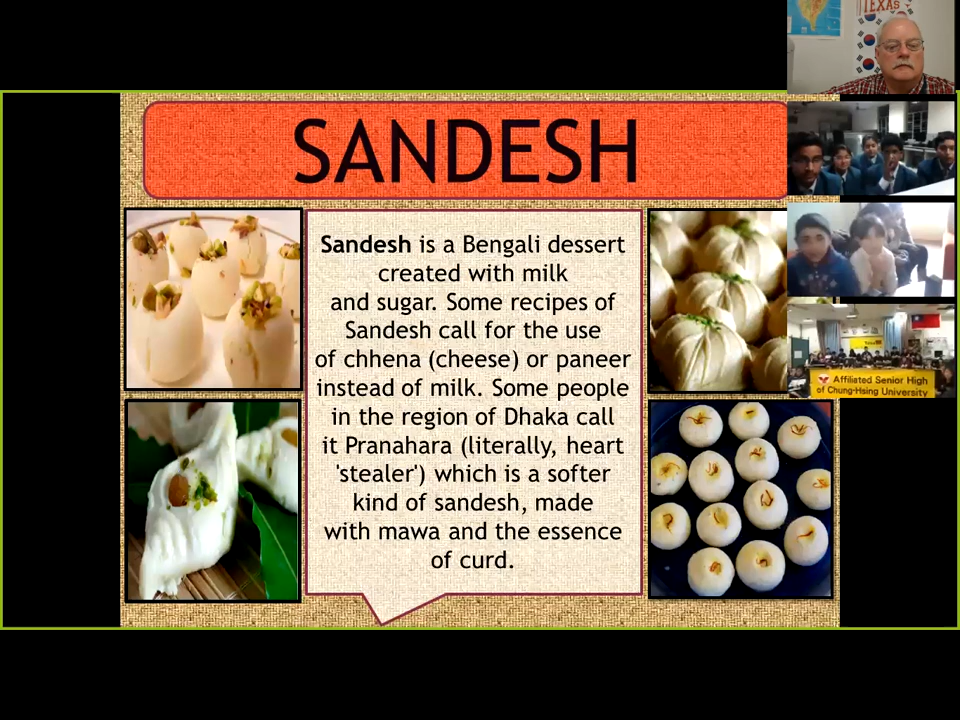 TEXAS
SANDESH
Sandesh is a Bengali dessert
created with milk
and sugar. Some recipes of
Sandesh call for the use
of chhena (cheese) or paneer
instead of milk. Some people
in the region of Dhaka call
it Pranahara (literally, heart
'stealer') which is a softer
kind of sandesh, made
with mawa and the essence
of curd.
Affiliated Senior High
of Chung-Hsing University